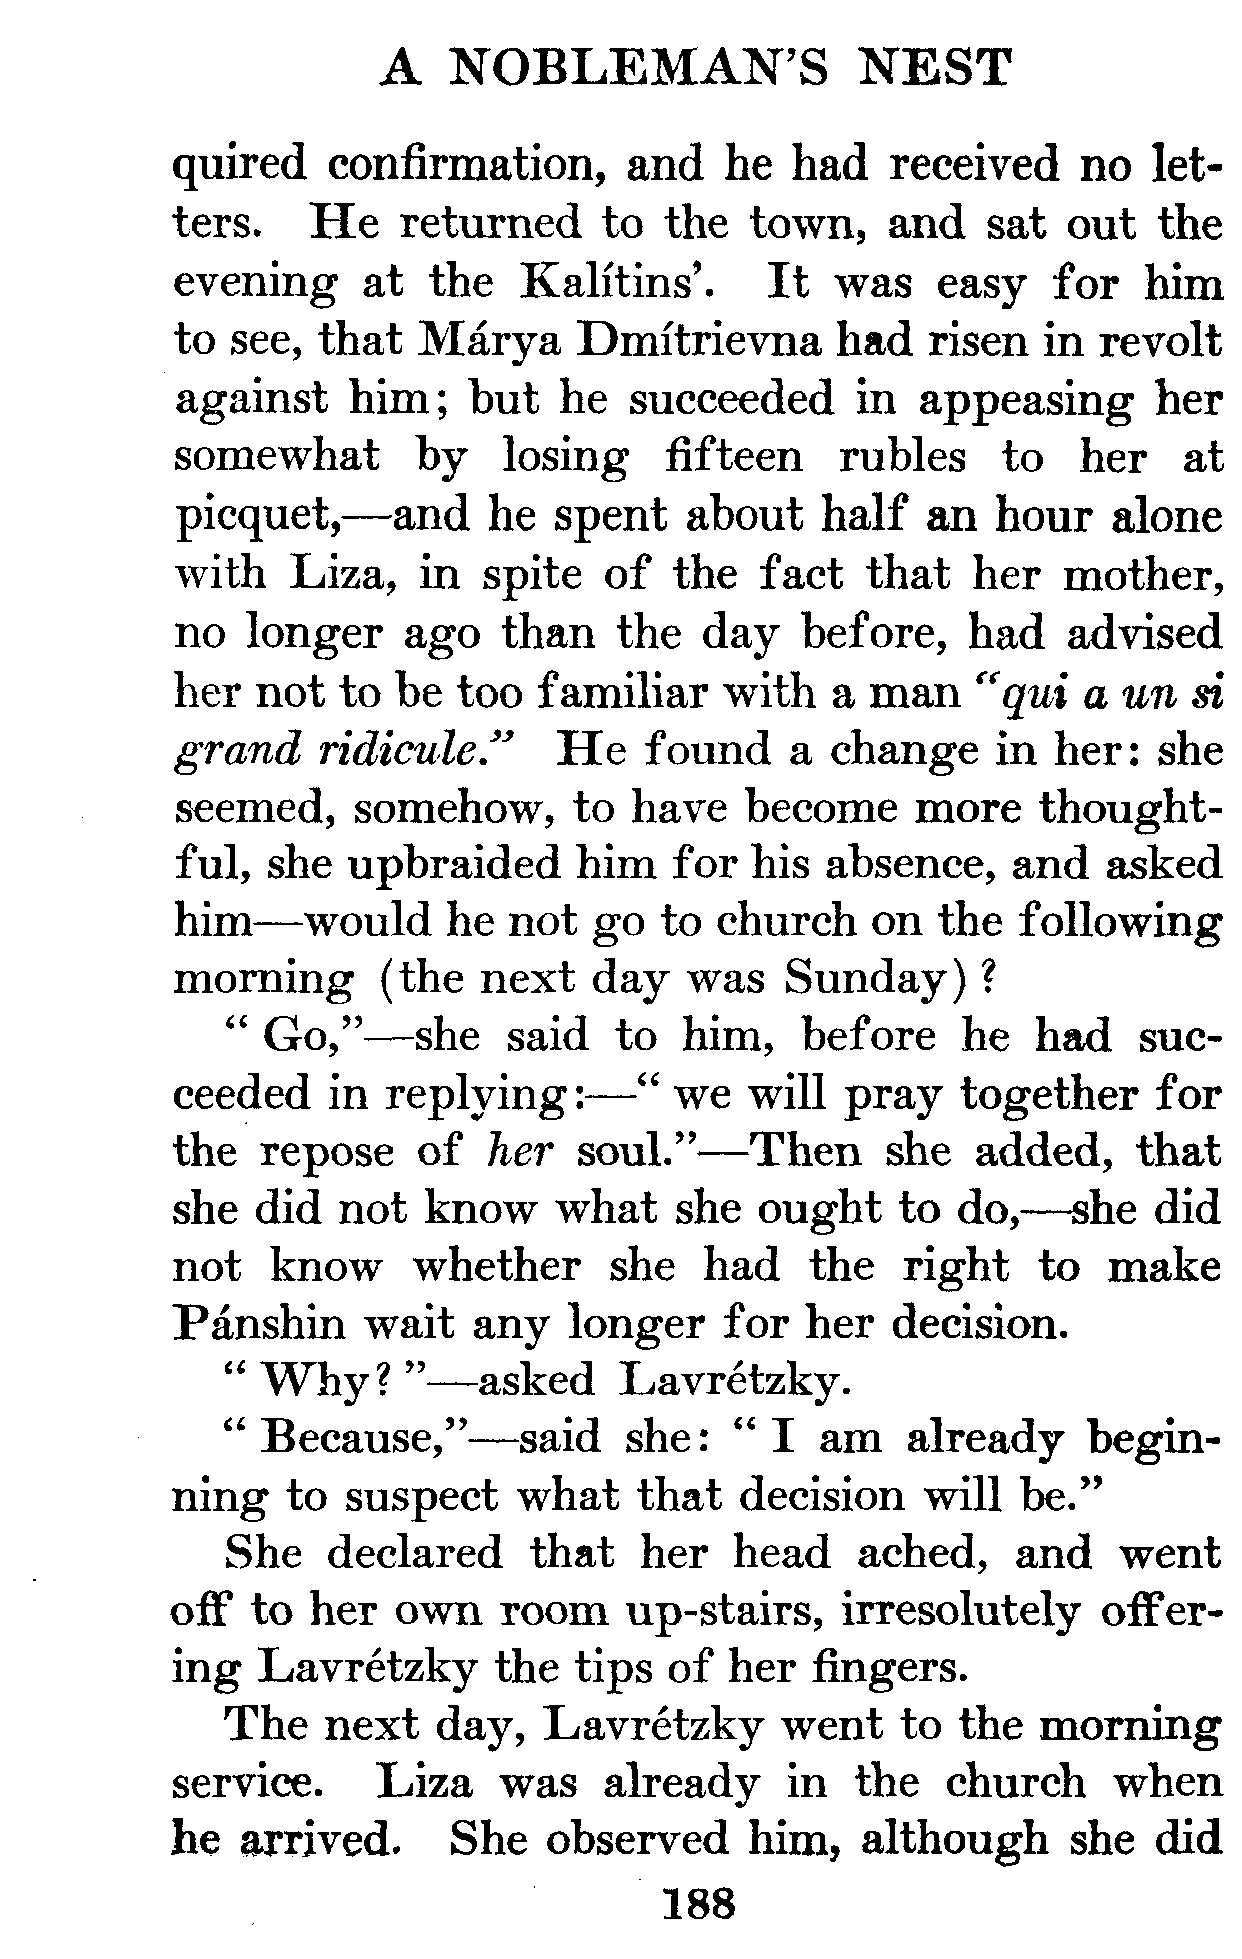 A NOBLEMAN'S NEST
quired confirmation, and he had received no let-
ters. He returned to the town, and sat out the
evening at the Kalítins'. It was easy for him
to see, that Márya Dmítrievna had risen in revolt
against him; but he succeeded in appeasing her
somewhat by losing fifteen rubles to her at
picquet,—and he spent about half an hour alone
with Liza, in spite of the fact that her mother,
no longer ago than the day before, had advised
her not to be too familiar with a man "qui a un si
grand ridicule." He found a change in her: she
seemed, somehow, to have become more thought-
ful, she upbraided him for his absence, and asked
him—would he not go to church on the following
morning (the next day was Sunday)?
"Go,"—she said to him, before he had suc-
ceeded in replying:—"we will pray together for
the repose of her soul."—Then she added, that
she did not know what she ought to do,—she did
not know whether she had the right to make
Pánshin wait any longer for her decision.
"Why?"—asked Lavrétzky.
"Because,"—said she: "I am already begin-
ning to suspect what that decision will be."
She declared that her head ached, and went
off to her own room up-stairs, irresolutely offer-
ing Lavrétzky the tips of her fingers.
The next day, Lavrétzky went to the morning
service. Liza was already in the church when
he arrived. She observed him, although she did
188